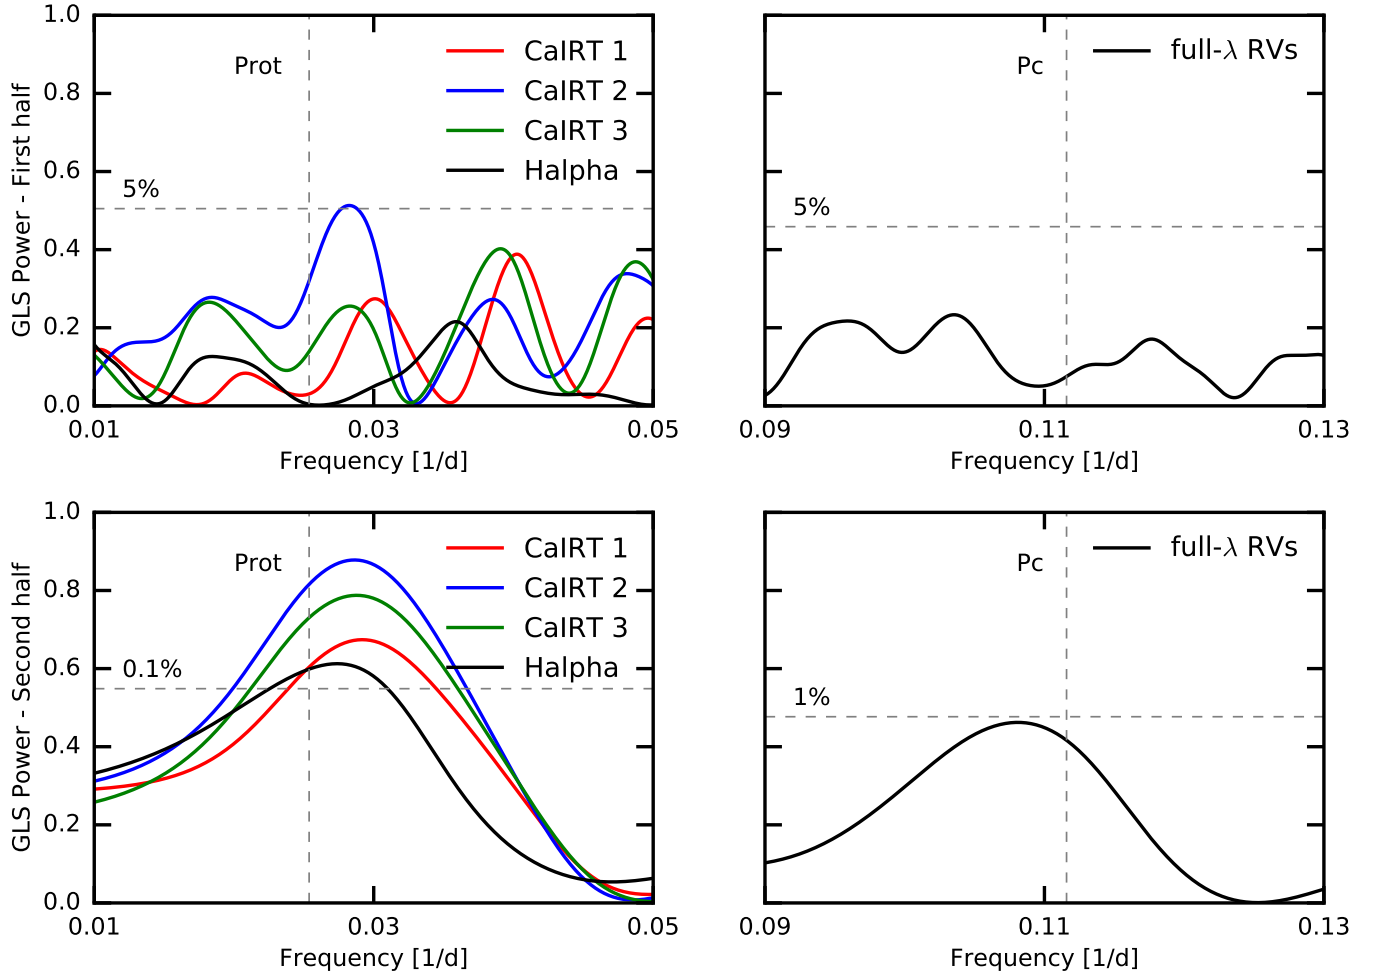 GLS Power - First half
1.0
0.8
0.6
0.4
0.2
0.0
Prot
5%
CaIRT 1
CaIRT 2
CaIRT 3
Halpha
0.01
0.03
0.05
Frequency [1/d]
Pc
5%
full-λ RVs
0.09
0.11
0.13
Frequency [1/d]
GLS Power - Second half
1.0
0.8
0.6
0.4
0.2
0.0
Prot
0.1%
CaIRT 1
CaIRT 2
CaIRT 3
Halpha
0.01
0.03
0.05
Frequency [1/d]
Pc
1%
full-λ RVs
0.09
0.11
0.13
Frequency [1/d]